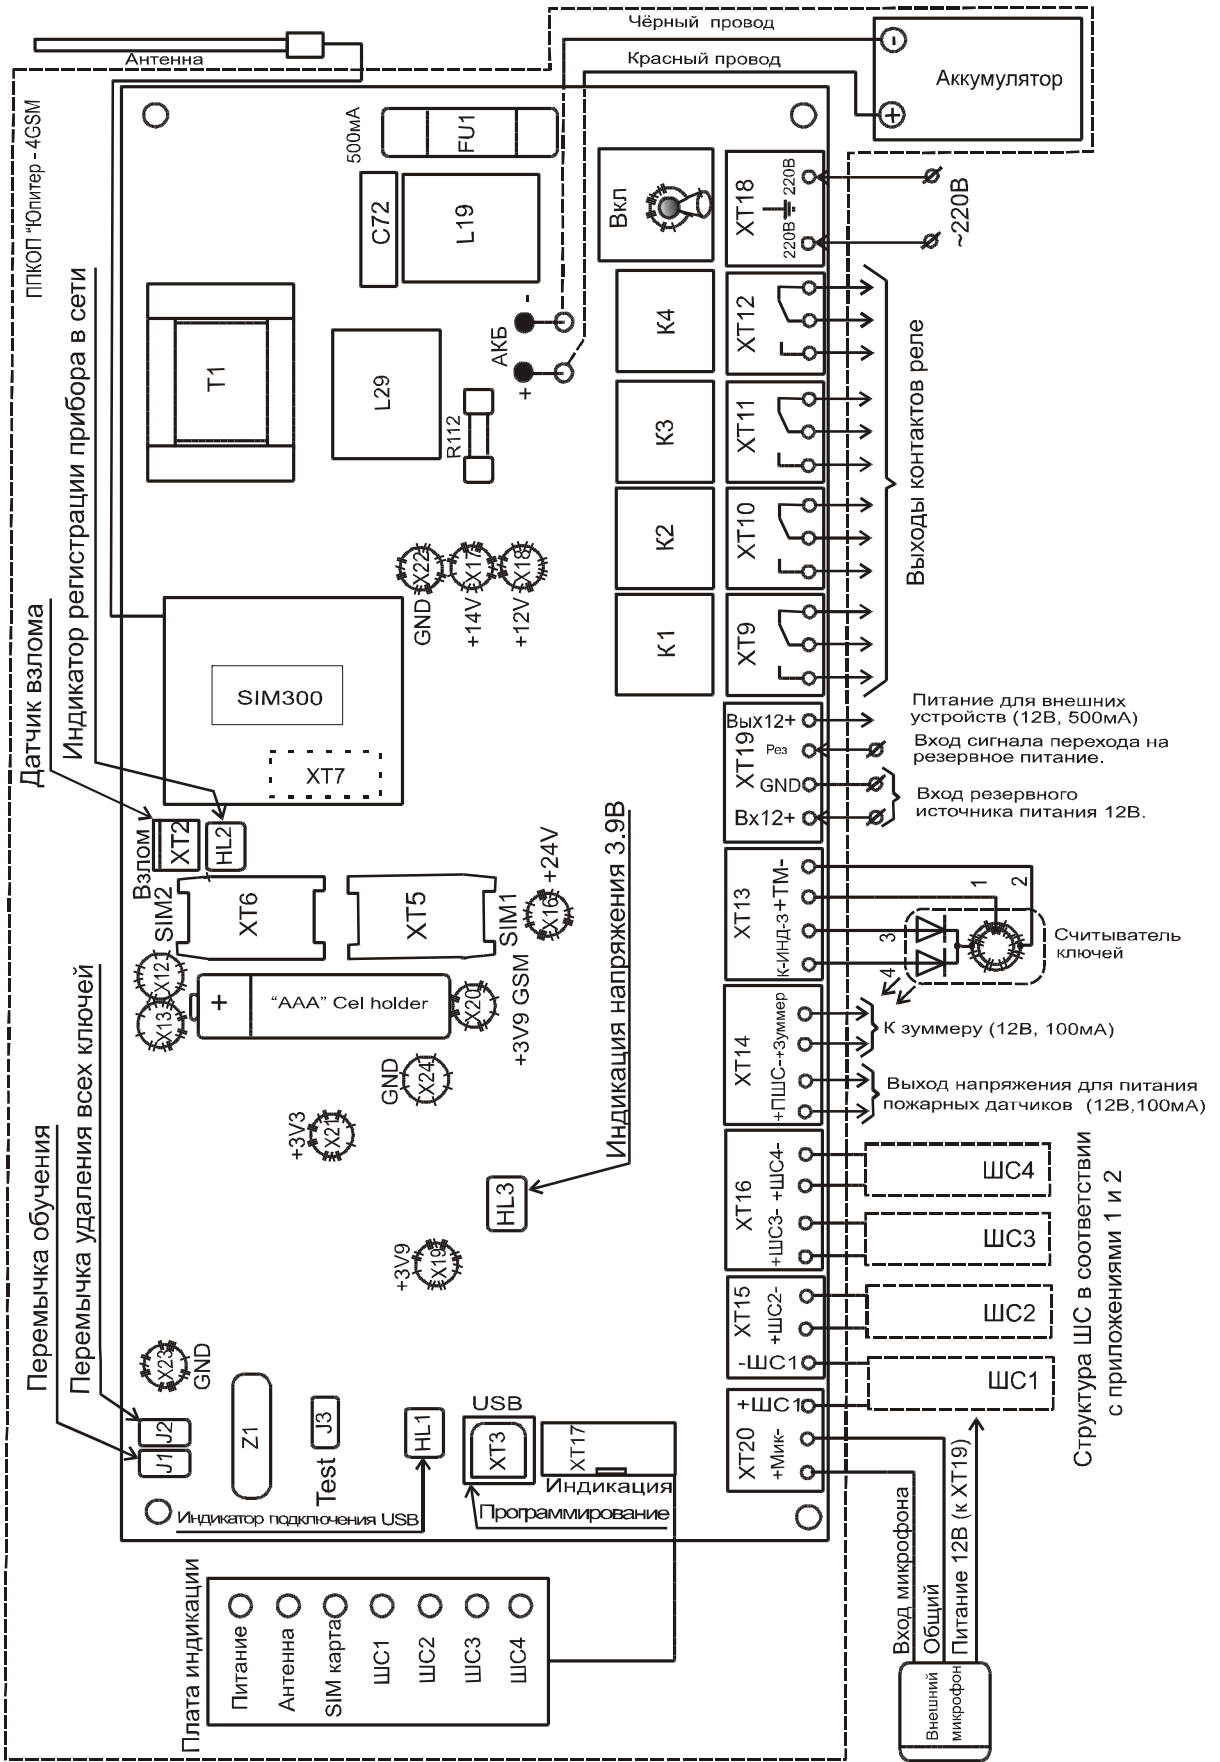 Чёрный провод
Красный провод
Аккумулятор
-
+
Антенна
ППКОП "Юпитер - 4GSM
500мА
FU1
C72
L19
Вкл
XT18
220В
220В
~220В
T1
L29
R112
АКБ
-
+
К4
К3
К2
К1
XT12
XT11
XT10
XT9
Выходы контактов реле
Индикатор регистрации прибора в сети
Датчик взлома
X22
X17
X18
GND
+14V
+12V
SIM300
XT7
Взлом
XT2
HL2
XT19
Вых12+
Рез
GND
Вх12+
Питание для внешних
устройств (12В, 500мА)
Вход сигнала перехода на
резервное питание.
Вход резервного
источника питания 12В.
Индикация напряжения 3.9В
SIM2
XT6
XT5
SIM1
X16
+24V
X12
X13
+
"AAA" Cel holder
X20
+3V9 GSM
XT13
К-ИНД-З+ТМ-
1
2
3
4
Считыватель
ключей
XT14
+ПШС-+Зуммер
К зуммеру (12В, 100мА)
Выход напряжения для питания
пожарных датчиков (12В,100мА)
GND
X24
+3V3
X21
HL3
+3V9
X19
XT16
+ШС3- +ШС4-
XT15
+ШС2-
-ШС1
ШС4
ШС3
ШС2
ШС1
Структура ШС в соответствии
с приложениями 1 и 2
Перемычка обучения
Перемычка удаления всех ключей
X23
GND
J2
J1
Z1
J3
Test
HL1
USB
XT3
XT17
Индикация
Программирование
Индикатор подключения USB
+ШС1
XT20
+Мик-
Вход микрофона
Общий
Питание 12В (к XT19)
Внешний
микрофон
Плата индикации
Питание
Антенна
SIM карта
ШС1
ШС2
ШС3
ШС4